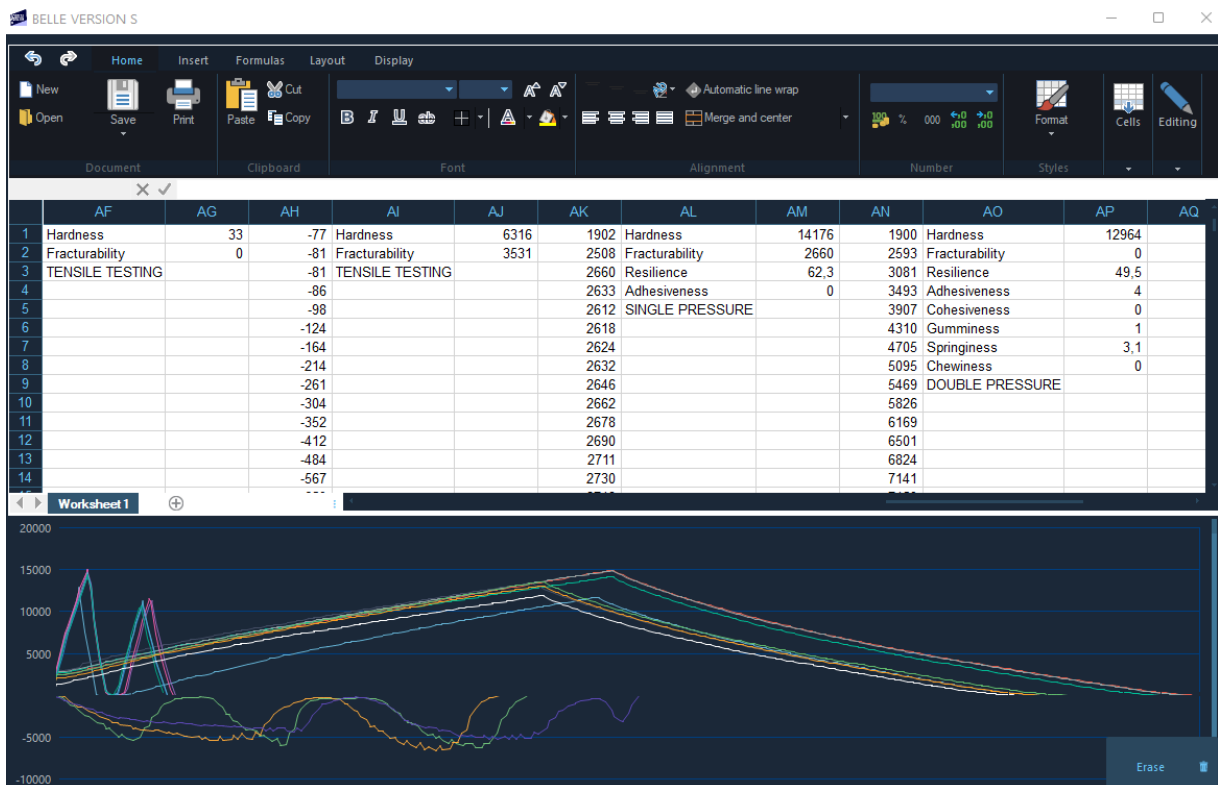 BELLE VERSION S
Home Insert Formulas Layout Display
New Cut Automatic line wrap
Open Save Print Paste Copy B I U ab A Merge and center 100 % 000 Format Cells Editing
Document Clipboard Font Alignment Number Styles
AF AG AH AI AJ AK AL AM AN AO AP AQ
1 Hardness 33 -77 Hardness 6316 1902 Hardness 14176 1900 Hardness 12964
2 Fracturability 0 -81 Fracturability 3531 2508 Fracturability 2660 2593 Fracturability 0
3 TENSILE TESTING -81 TENSILE TESTING 2660 Resilience 62,3 3081 Resilience 49,5
4 -86 2633 Adhesiveness 0 3493 Adhesiveness 4
5 -98 2612 SINGLE PRESSURE 3907 Cohesiveness 0
6 -124 2618 4310 Gumminess 1
7 -164 2624 4705 Springiness 3,1
8 -214 2632 5095 Chewiness 0
9 -261 2646 5469 DOUBLE PRESSURE
10 -304 2662 5826
11 -352 2678 6169
12 -412 2690 6501
13 -484 2711 6824
14 -567 2730 7141
Worksheet1
20000
15000
10000
5000
-5000
-10000
Erase